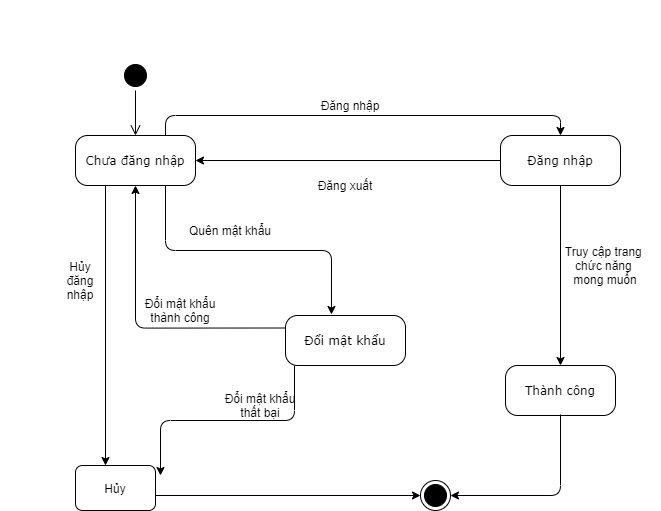 Đăng nhập
Chưa đăng nhập
Đăng nhập
Đăng xuất
Quên mật khẩu
Truy cập trang
chức năng
mong muốn
Hủy
đăng
nhập
Đổi mật khẩu
thành công
Đổi mật khẩu
Đổi mật khẩu
thất bại
Thành công
Hủy